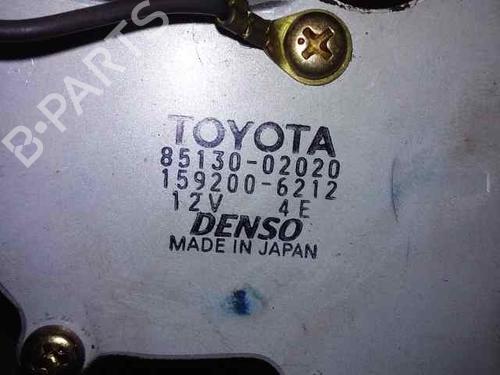 B-PARTS
TOYOTA
85130-02020
159200-6212
12V 4E
DENSO
MADE IN JAPAN